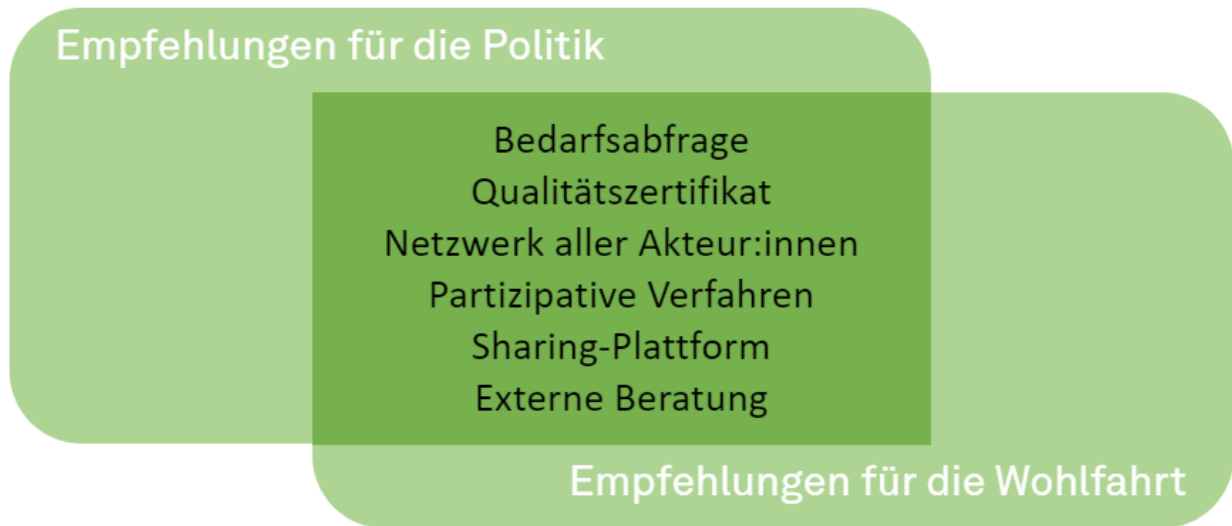 Empfehlungen für die Politik
Bedarfsabfrage
Qualitätszertifikat
Netzwerk aller Akteur:innen
Partizipative Verfahren
Sharing-Plattform
Externe Beratung
Empfehlungen für die Wohlfahrt